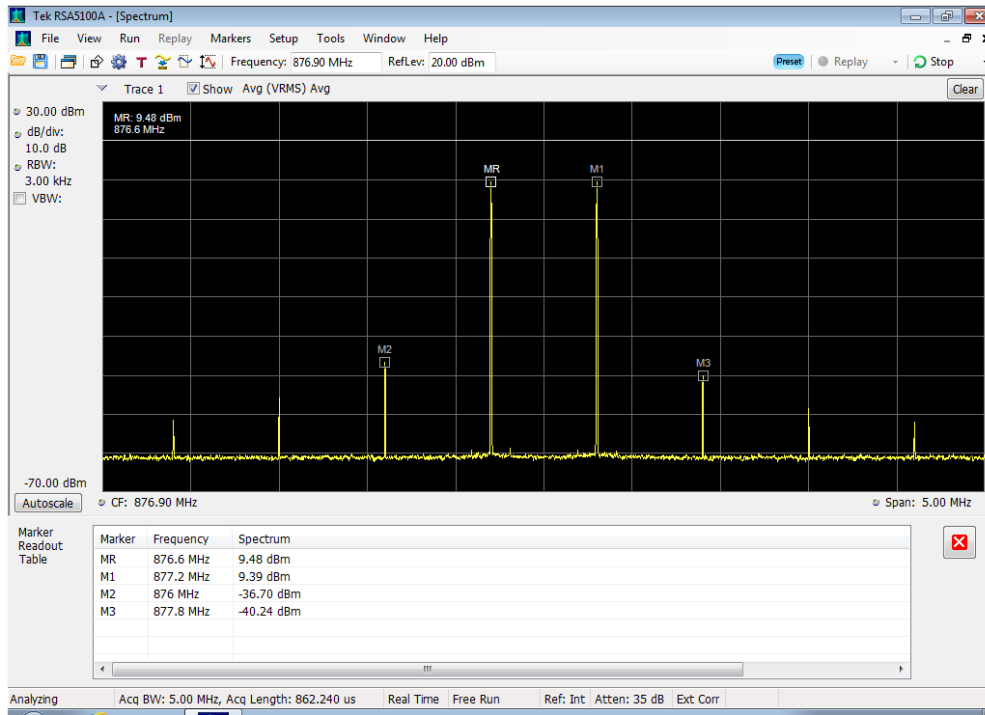 Tek RSA5100A - [Spectrum]
File View Run Replay Markers Setup Tools Window Help
T Frequency: 876.90 MHz RefLev: 20.00 dBm Preset Replay Stop
Trace 1 Show Avg (VRMS) Avg Clear
30.00 dBm
dB/div:
10.0 dB
RBW:
3.00 kHz
VBW:
-70.00 dBm
Autoscale
MR: 9.48 dBm
876.6 MHz
MR M1
M2
M3
CF: 876.90 MHz Span: 5.00 MHz
Marker
Readout
Table
Marker Frequency Spectrum
MR 876.6 MHz 9.48 dBm
M1 877.2 MHz 9.39 dBm
M2 876 MHz -36.70 dBm
M3 877.8 MHz -40.24 dBm
Analyzing Acq BW: 5.00 MHz, Acq Length: 862.240 us Real Time Free Run Ref: Int Atten: 35 dB Ext Corr